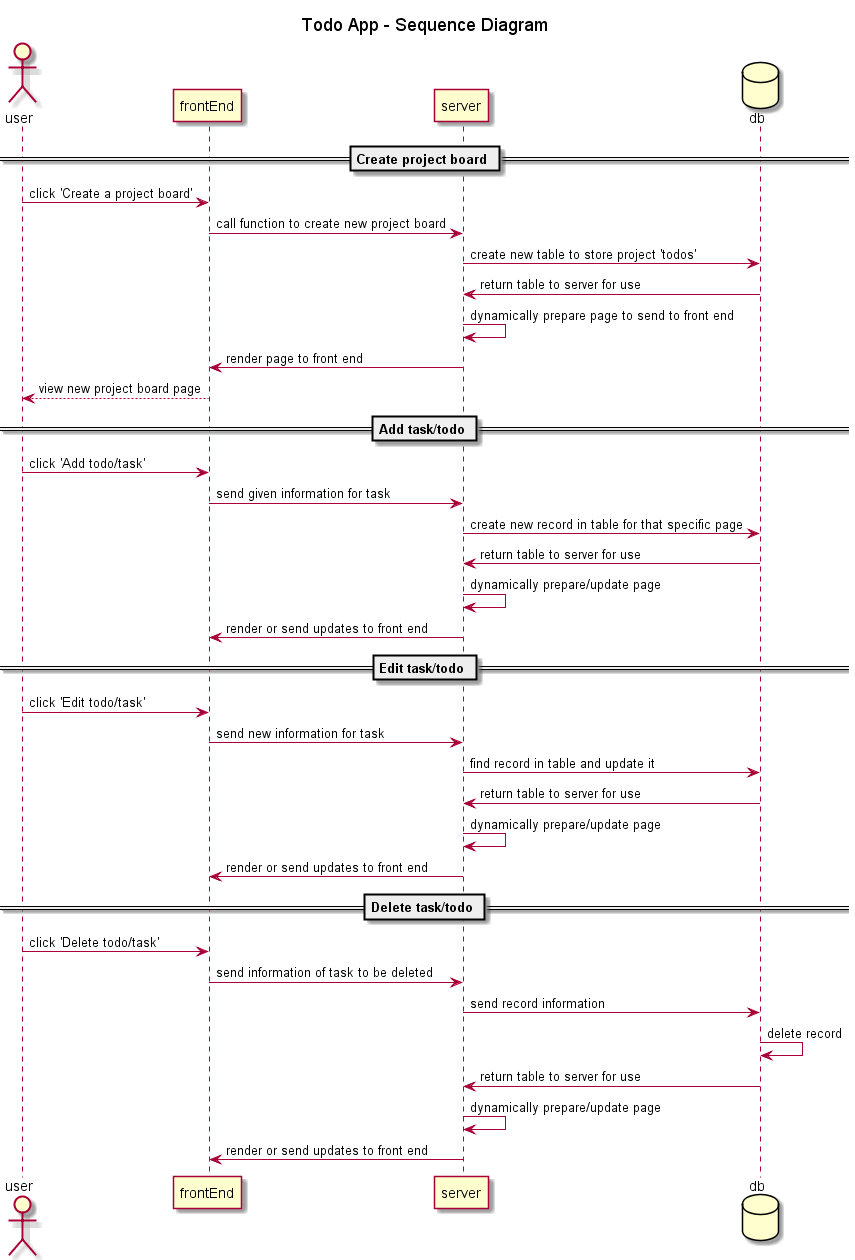 Todo App - Sequence Diagram
user
frontEnd
server
db
Create project board
click 'Create a project board'
call function to create new project board
create new table to store project 'todos'
return table to server for use
dynamically prepare page to send to front end
render page to front end
view new project board page
Add task/todo
click 'Add todo/task'
send given information for task
create new record in table for that specific page
return table to server for use
dynamically prepare/update page
render or send updates to front end
Edit task/todo
click 'Edit todo/task'
send new information for task
find record in table and update it
return table to server for use
dynamically prepare/update page
render or send updates to front end
Delete task/todo
click 'Delete todo/task'
send information of task to be deleted
send record information
delete record
return table to server for use
dynamically prepare/update page
render or send updates to front end
user
frontEnd
server
db